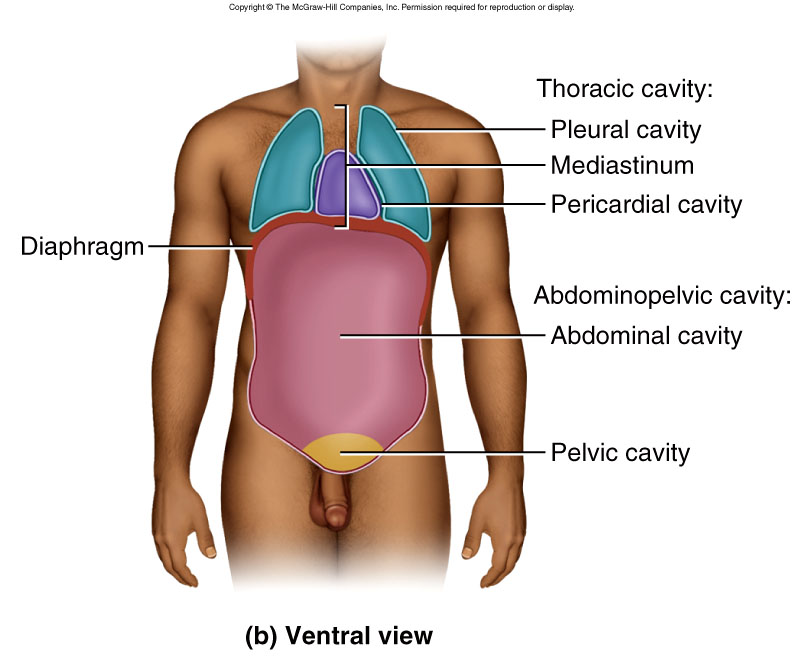 Copyright © The McGraw-Hill Companies, Inc. Permission required for reproduction or display.
Thoracic cavity:
Pleural cavity
Mediastinum
Pericardial cavity
Diaphragm
Abdominopelvic cavity:
Abdominal cavity
Pelvic cavity
(b) Ventral view